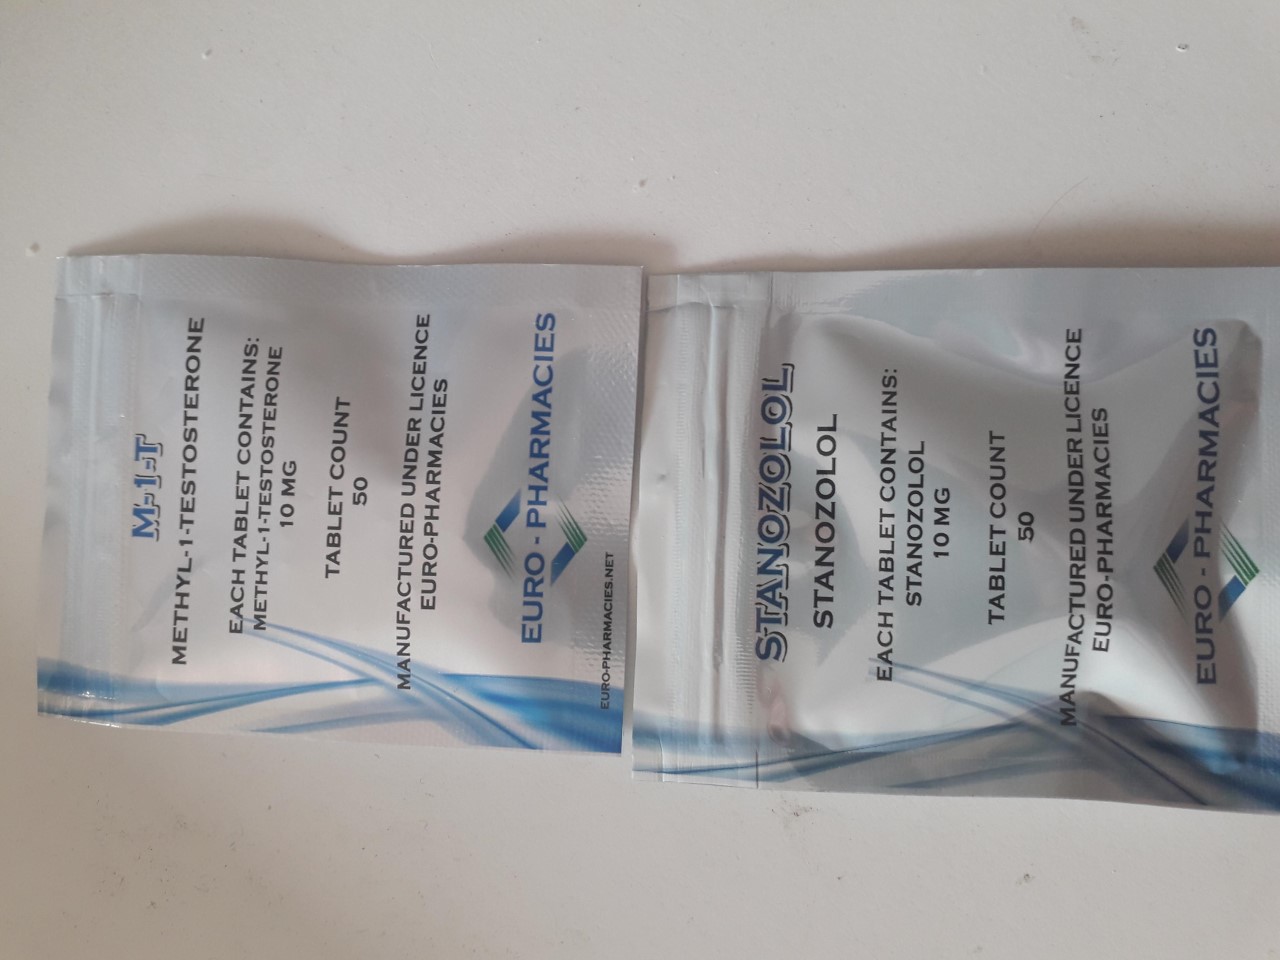 M-1-T
METHYL-1-TESTOSTERONE
EACH TABLET CONTAINS:
METHYL-1-TESTOSTERONE
10 MG
TABLET COUNT
50
MANUFACTURED UNDER LICENCE
EURO-PHARMACIES
EURO - PHARMACIES
EURO-PHARMACIES.NET
STANOZOLOL
STANOZOLOL
EACH TABLET CONTAINS:
STANOZOLOL
10 MG
TABLET COUNT
50
MANUFACTURED UNDER LICENCE
EURO-PHARMACIES
EURO - PHARMACIES